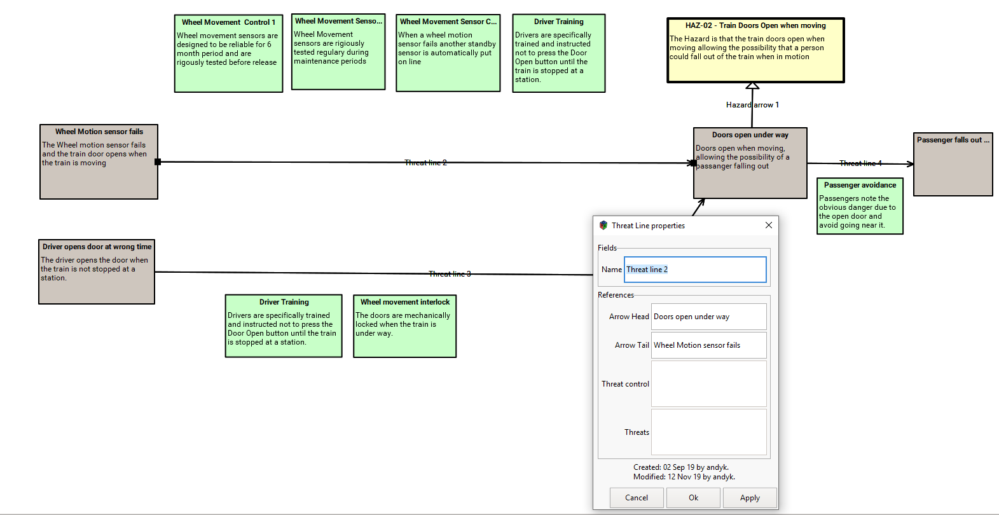 Wheel Movement  Control 1
Wheel movement sensors are
designed to be reliable for 6
month period and are
rigously tested before release
Wheel Movement Senso...
Wheel Movement
sensors are rigiously
tested regulary during
maintenance periods
Wheel Movement Sensor C...
When a wheel motion
sensor fails another standby
sensor is automatically put
on line
Driver Training
Drivers are specifically
trained and instructed
not to press the Door
Open button until the
train is stopped at a
station.
HAZ-02 - Train Doors Open when moving
The Hazard is that the train doors open when
moving allowing the possibility that a person
could fall out of the train when in motion
Hazard arrow 1
Wheel Motion sensor fails
The Wheel motion sensor fails
and the train door opens when
the train is moving
Threat line 2
Doors open under way
Doors open when moving,
allowing the possibility of a
passanger falling out
Threat line 4
Passenger falls out ...
Passenger avoidance
Passengers note the
obvious danger due to
the open door and
avoid going near it.
Driver opens door at wrong time
The driver opens the door when
the train is not stopped at a
station.
Threat line 3
Driver Training
Drivers are specifically trained
and instructed not to press the
Door Open button until the train
is stopped at a station.
Wheel movement interlock
The doors are mechanically
locked when the train is
under way.
Threat Line properties
Fields
Name Threat line 2
References
Arrow Head Doors open under way
Arrow Tail Wheel Motion sensor fails
Threat control
Threats
Created: 02 Sep 19 by andyk.
Modified: 12 Nov 19 by andyk.
Cancel Ok Apply